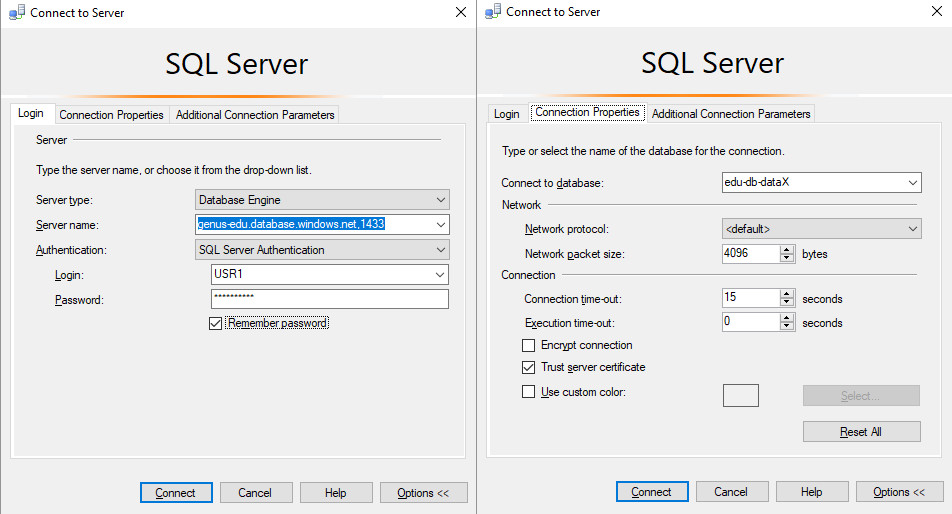 Connect to Server
SQL Server
Login Connection Properties Additional Connection Parameters
Server
Type the server name, or choose it from the drop-down list.
Server type: Database Engine
Server name: genus-edu.database.windows.net,1433
Authentication: SQL Server Authentication
Login: USR1
Password: **********
Remember password
Connect Cancel Help Options <<
Connect to Server
SQL Server
Login Connection Properties Additional Connection Parameters
Type or select the name of the database for the connection.
Connect to database: edu-db-dataX
Network
Network protocol: <default>
Network packet size: 4096 bytes
Connection
Connection time-out: 15 seconds
Execution time-out: 0 seconds
Encrypt connection
Trust server certificate
Use custom color: Select...
Reset All
Connect Cancel Help Options <<